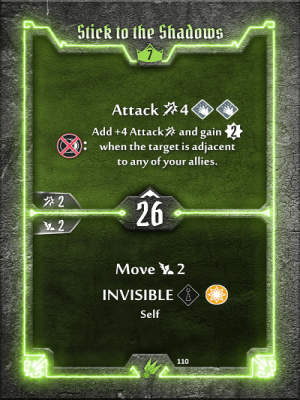 Stick to the Shadows
7
Attack 4
Add +4 Attack and gain 2
: when the target is adjacent
to any of your allies.
2
26
2
Move 2
INVISIBLE
Self
110